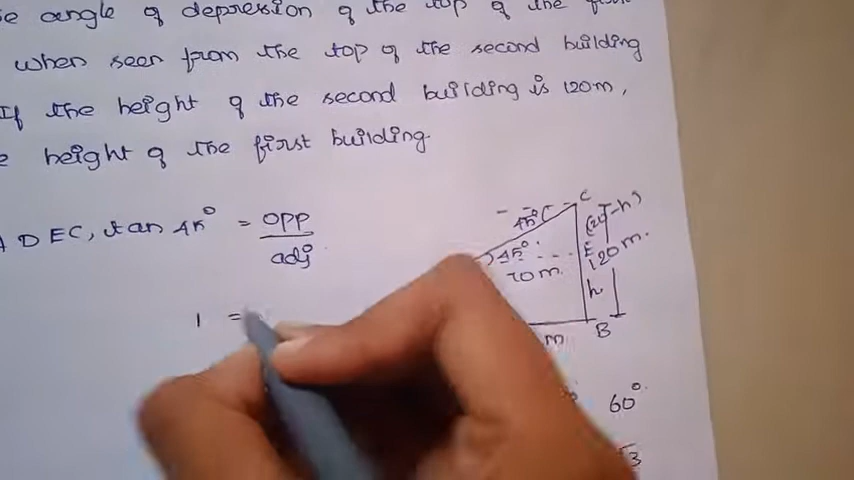 angle of depression of the top of the
when seen from the top of the second building
If the height of the second building is 120m,
height of the first building.
DEC, tan 45° = opp
adj
1 =
C
45°
(120-h)
45°
E
120m.
70m.
h
B
m
60°
√3